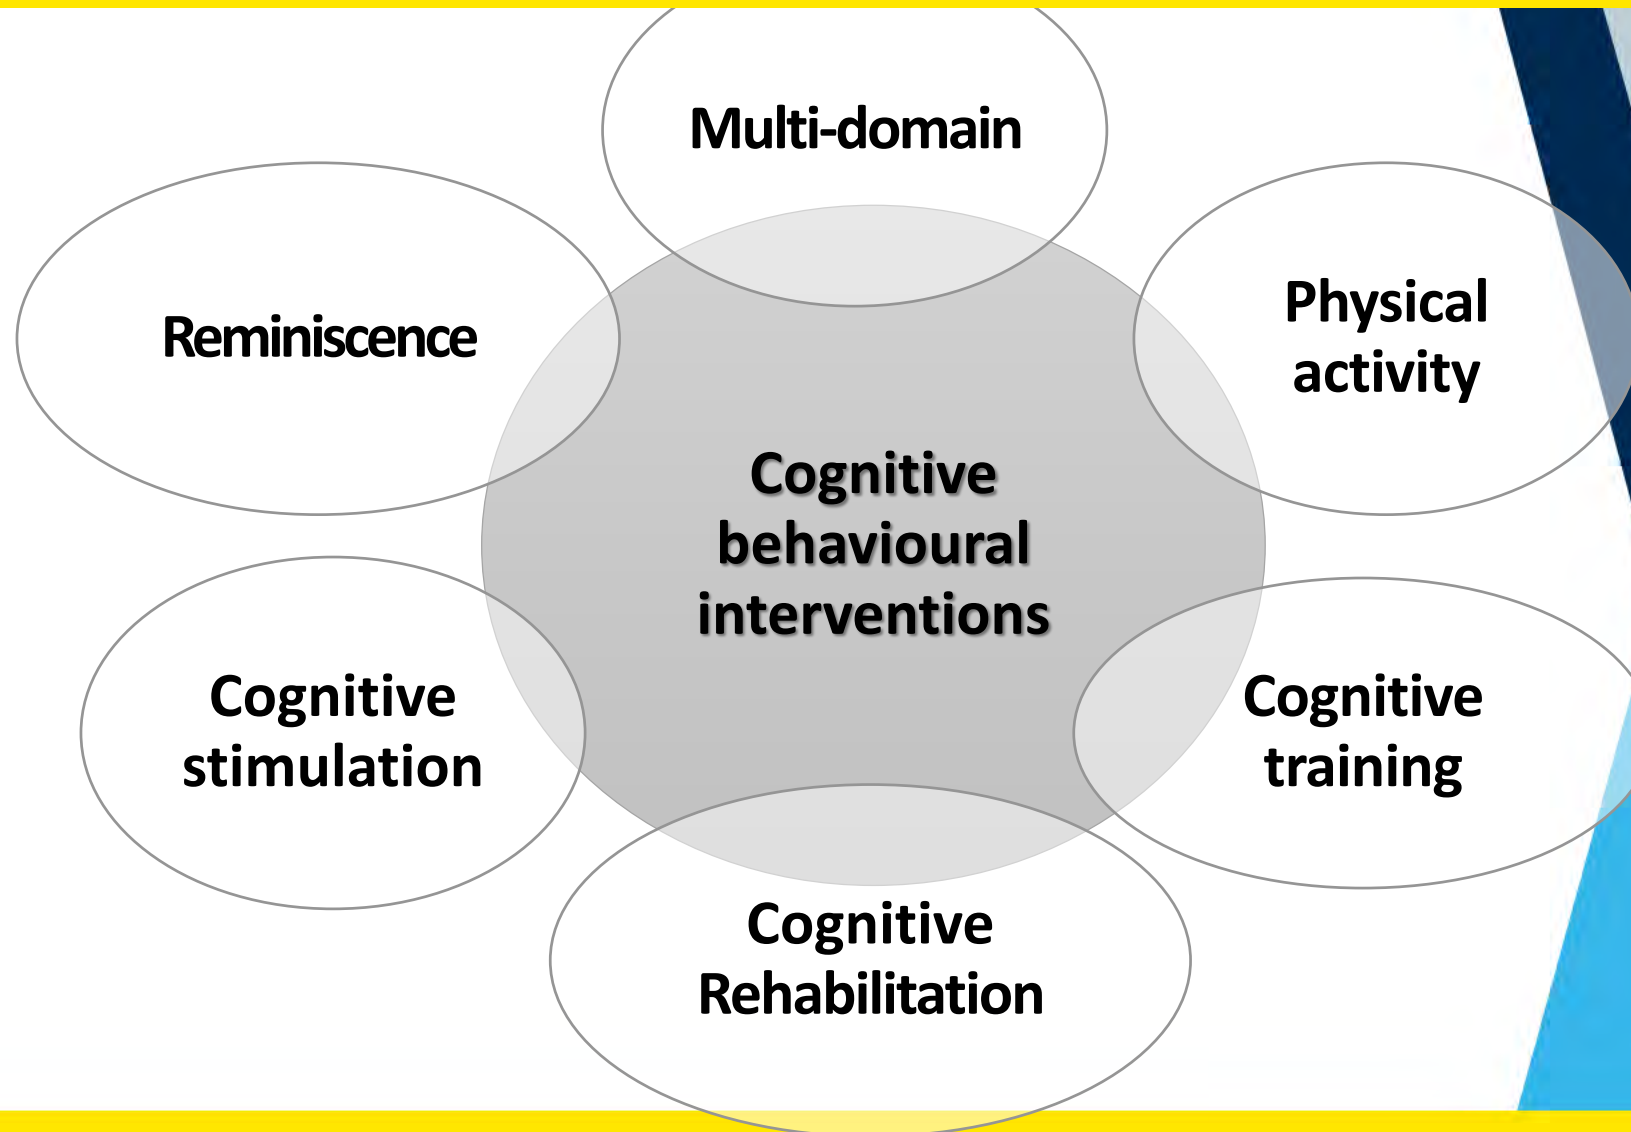 Multi-domain
Physical
activity
Reminiscence
Cognitive
behavioural
interventions
Cognitive
stimulation
Cognitive
training
Cognitive
Rehabilitation